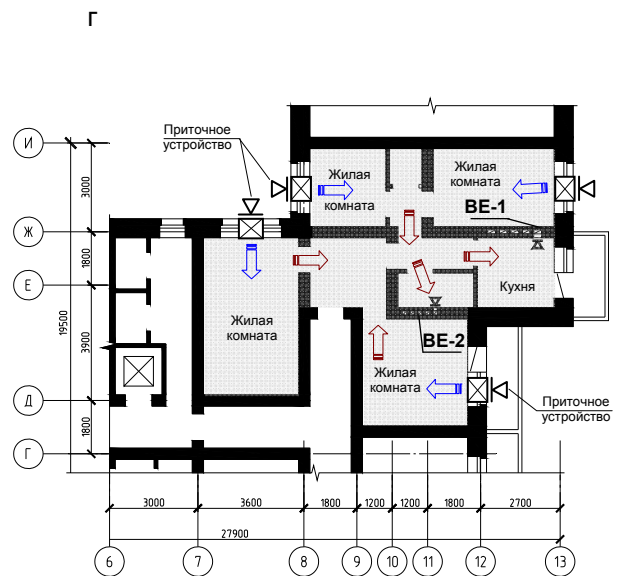 Г
Приточное
устройство
И
Жилая
комната
Жилая
комната
3000
ВЕ-1
Ж
1800
Е
Кухня
19500
Жилая
комната
3900
ВЕ-2
Жилая
комната
Д
Приточное
устройство
1800
Г
3000
3600
1800
1200
1200
1800
2700
27900
6
7
8
9
10
11
12
13